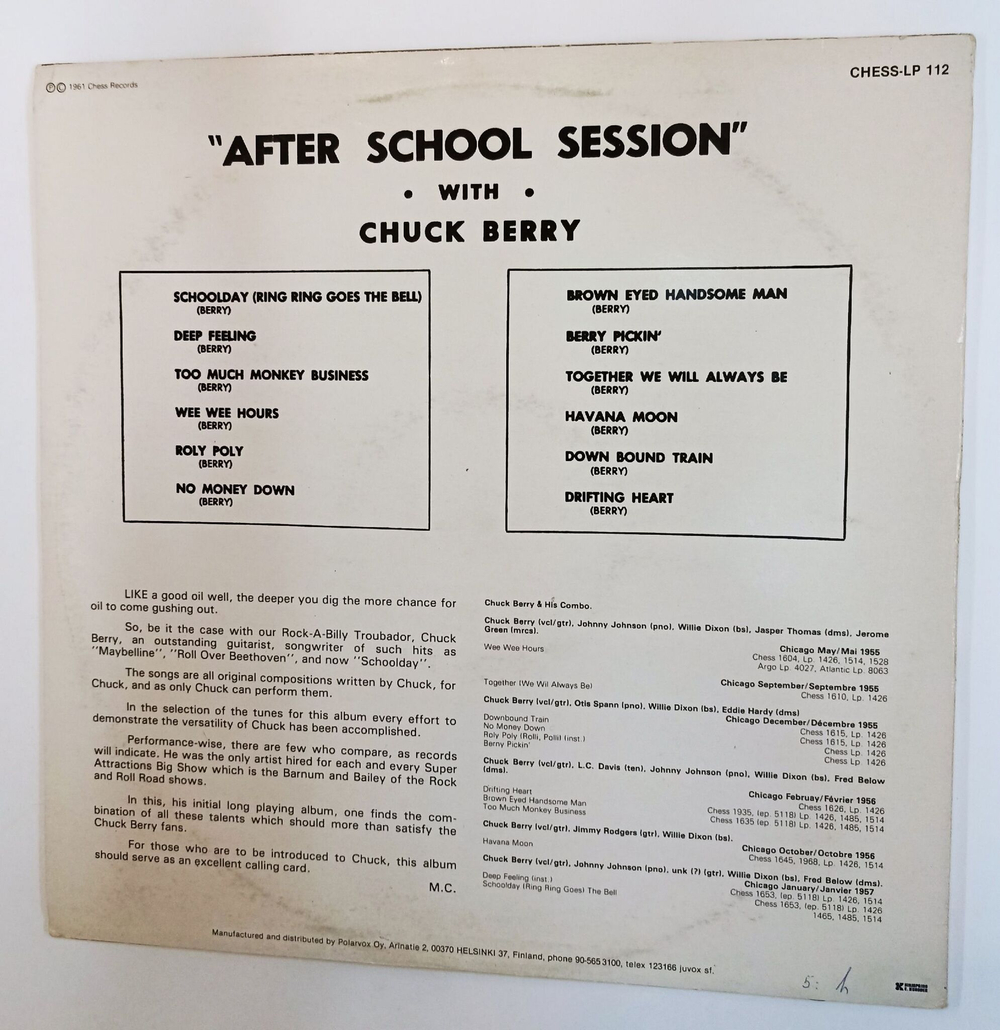 ℗© 1961 Chess Records
CHESS-LP 112
"AFTER SCHOOL SESSION"
• WITH •
CHUCK BERRY
SCHOOLDAY (RING RING GOES THE BELL)
(BERRY)
DEEP FEELING
(BERRY)
TOO MUCH MONKEY BUSINESS
(BERRY)
WEE WEE HOURS
(BERRY)
ROLY POLY
(BERRY)
NO MONEY DOWN
(BERRY)
BROWN EYED HANDSOME MAN
(BERRY)
BERRY PICKIN'
(BERRY)
TOGETHER WE WILL ALWAYS BE
(BERRY)
HAVANA MOON
(BERRY)
DOWN BOUND TRAIN
(BERRY)
DRIFTING HEART
(BERRY)
LIKE a good oil well, the deeper you dig the more chance for
oil to come gushing out.
So, be it the case with our Rock-A-Billy Troubador, Chuck
Berry, an outstanding guitarist, songwriter of such hits as
"Maybelline", "Roll Over Beethoven", and now "Schoolday".
The songs are all original compositions written by Chuck, for
Chuck, and as only Chuck can perform them.
In the selection of the tunes for this album every effort to
demonstrate the versatility of Chuck has been accomplished.
Performance-wise, there are few who compare, as records
will indicate. He was the only artist hired for each and every Super
Attractions Big Show which is the Barnum and Bailey of the Rock
and Roll Road shows.
In this, his initial long playing album, one finds the com-
bination of all these talents which should more than satisfy the
Chuck Berry fans.
For those who are to be introduced to Chuck, this album
should serve as an excellent calling card.
M.C.
Chuck Berry & His Combo.
Chuck Berry (vcl/gtr), Johnny Johnson (pno), Willie Dixon (bs), Jasper Thomas (dms), Jerome
Green (mrcs).
Chicago May/Mai 1955
Wee Wee Hours Chess 1604, Lp. 1426, 1514, 1528
Argo Lp. 4027, Atlantic Lp. 8063
Chicago September/Septembre 1955
Together (We Wil Always Be) Chess 1610, Lp. 1426
Chuck Berry (vcl/gtr), Otis Spann (pno), Willie Dixon (bs), Eddie Hardy (dms)
Chicago December/Décembre 1955
Downbound Train Chess 1615, Lp. 1426
No Money Down Chess 1615, Lp. 1426
Roly Poly (Rolli, Polli) (inst.) Chess Lp. 1426
Berny Pickin' Chess Lp. 1426
Chuck Berry (vcl/gtr), L.C. Davis (ten), Johnny Johnson (pno), Willie Dixon (bs), Fred Below
(dms).
Chicago Februay/Février 1956
Drifting Heart Chess 1626, Lp. 1426
Brown Eyed Handsome Man Chess 1935, (ep. 5118) Lp. 1426, 1485, 1514
Too Much Monkey Business Chess 1635 (ep. 5118) Lp. 1426, 1485, 1514
Chuck Berry (vcl/gtr), Jimmy Rodgers (gtr), Willie Dixon (bs).
Chicago October/Octobre 1956
Havana Moon Chess 1645, 1968, Lp. 1426, 1514
Chuck Berry (vcl/gtr), Johnny Johnson (pno), unk (?) (gtr), Willie Dixon (bs), Fred Below (dms).
Chicago January/Janvier 1957
Deep Feeling (inst.) Chess 1653, (ep. 5118) Lp. 1426, 1514
Schoolday (Ring Ring Goes) The Bell Chess 1653, (ep. 5118) Lp. 1426
1465, 1485, 1514
Manufactured and distributed by Polarvox Oy, Arinatie 2, 00370 HELSINKI 37, Finland, phone 90-565 3100, telex 123166 juvox sf.
5: